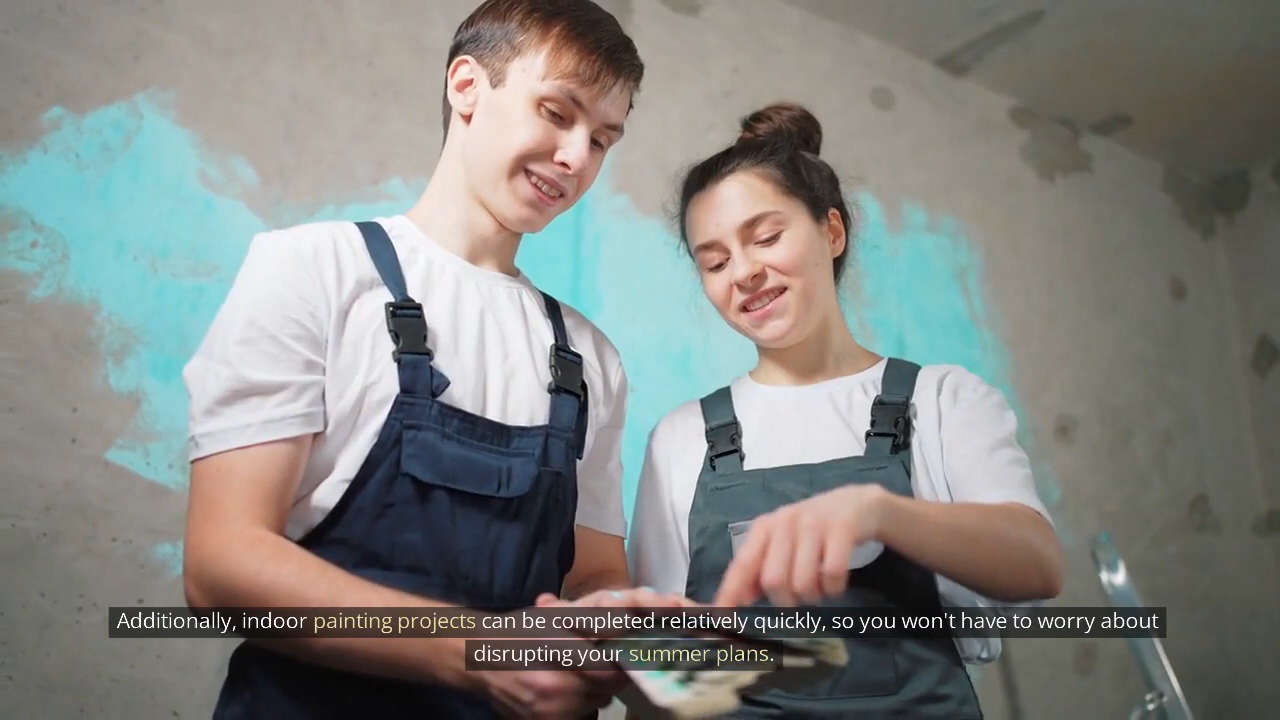 Additionally, indoor painting projects can be completed relatively quickly, so you won't have to worry about
disrupting your summer plans.